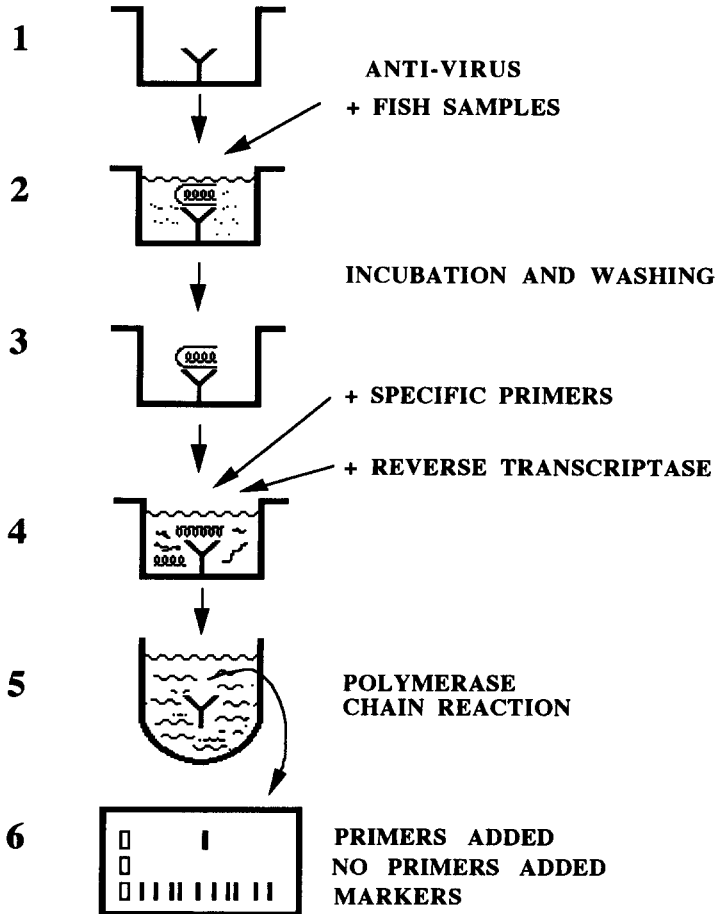 1
ANTI-VIRUS
+ FISH SAMPLES
2
INCUBATION AND WASHING
3
+ SPECIFIC PRIMERS
+ REVERSE TRANSCRIPTASE
4
5
POLYMERASE
CHAIN REACTION
6
PRIMERS ADDED
NO PRIMERS ADDED
MARKERS